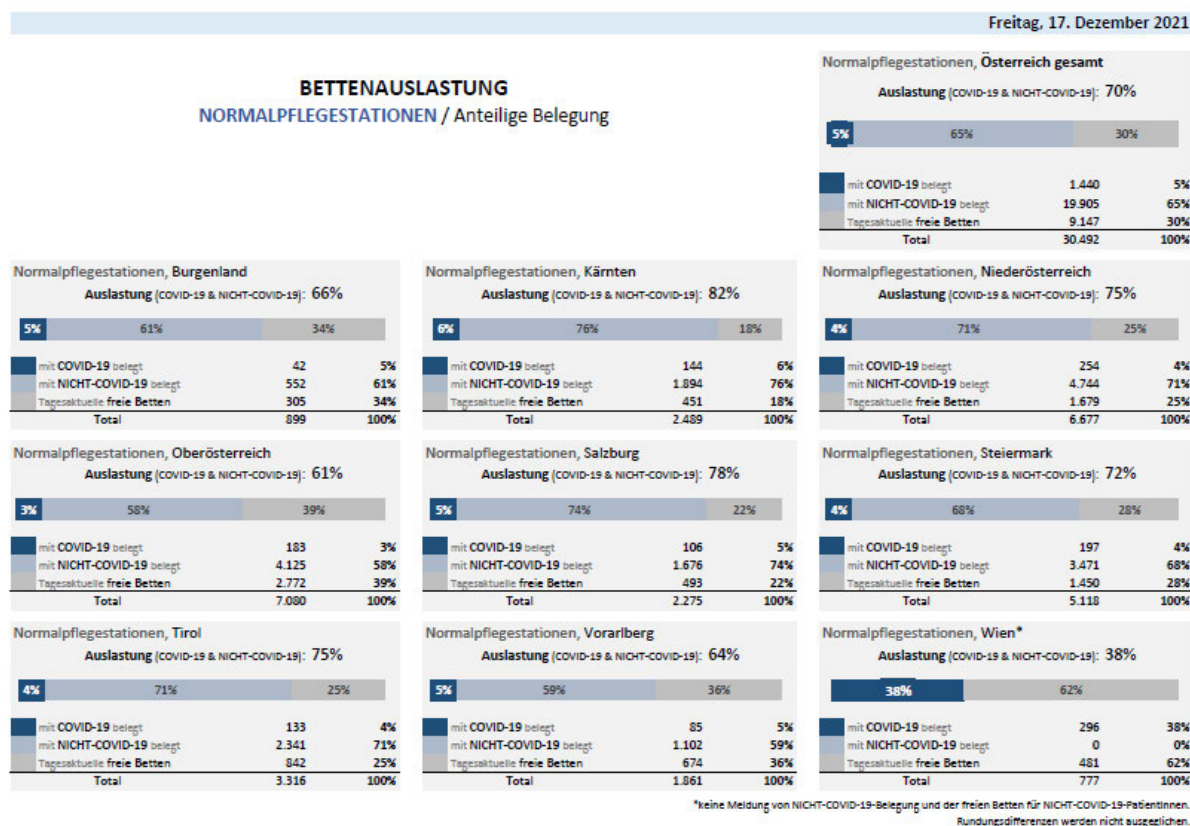 Freitag, 17. Dezember 2021
BETTENAUSLASTUNG
NORMALPFLEGESTATIONEN / Anteilige Belegung
Normalpflegestationen, Österreich gesamt
Auslastung (COVID-19 & NICHT-COVID-19): 70%
5% 65% 30%
mit COVID-19 belegt 1.440 5%
mit NICHT-COVID-19 belegt 19.905 65%
Tagesaktuelle freie Betten 9.147 30%
Total 30.492 100%
Normalpflegestationen, Burgenland
Auslastung (COVID-19 & NICHT-COVID-19): 66%
5% 61% 34%
mit COVID-19 belegt 42 5%
mit NICHT-COVID-19 belegt 552 61%
Tagesaktuelle freie Betten 305 34%
Total 899 100%
Normalpflegestationen, Kärnten
Auslastung (COVID-19 & NICHT-COVID-19): 82%
6% 76% 18%
mit COVID-19 belegt 144 6%
mit NICHT-COVID-19 belegt 1.894 76%
Tagesaktuelle freie Betten 451 18%
Total 2.489 100%
Normalpflegestationen, Niederösterreich
Auslastung (COVID-19 & NICHT-COVID-19): 75%
4% 71% 25%
mit COVID-19 belegt 254 4%
mit NICHT-COVID-19 belegt 4.744 71%
Tagesaktuelle freie Betten 1.679 25%
Total 6.677 100%
Normalpflegestationen, Oberösterreich
Auslastung (COVID-19 & NICHT-COVID-19): 61%
3% 58% 39%
mit COVID-19 belegt 183 3%
mit NICHT-COVID-19 belegt 4.125 58%
Tagesaktuelle freie Betten 2.772 39%
Total 7.080 100%
Normalpflegestationen, Salzburg
Auslastung (COVID-19 & NICHT-COVID-19): 78%
5% 74% 22%
mit COVID-19 belegt 106 5%
mit NICHT-COVID-19 belegt 1.676 74%
Tagesaktuelle freie Betten 493 22%
Total 2.275 100%
Normalpflegestationen, Steiermark
Auslastung (COVID-19 & NICHT-COVID-19): 72%
4% 68% 28%
mit COVID-19 belegt 197 4%
mit NICHT-COVID-19 belegt 3.471 68%
Tagesaktuelle freie Betten 1.450 28%
Total 5.118 100%
Normalpflegestationen, Tirol
Auslastung (COVID-19 & NICHT-COVID-19): 75%
4% 71% 25%
mit COVID-19 belegt 133 4%
mit NICHT-COVID-19 belegt 2.341 71%
Tagesaktuelle freie Betten 842 25%
Total 3.316 100%
Normalpflegestationen, Vorarlberg
Auslastung (COVID-19 & NICHT-COVID-19): 64%
5% 59% 36%
mit COVID-19 belegt 85 5%
mit NICHT-COVID-19 belegt 1.102 59%
Tagesaktuelle freie Betten 674 36%
Total 1.861 100%
Normalpflegestationen, Wien*
Auslastung (COVID-19 & NICHT-COVID-19): 38%
38% 62%
mit COVID-19 belegt 296 38%
mit NICHT-COVID-19 belegt 0 0%
Tagesaktuelle freie Betten 481 62%
Total 777 100%
*keine Meldung von NICHT-COVID-19-Belegung und der freien Betten für NICHT-COVID-19-PatientInnen.
Rundungsdifferenzen werden nicht ausgeglichen.